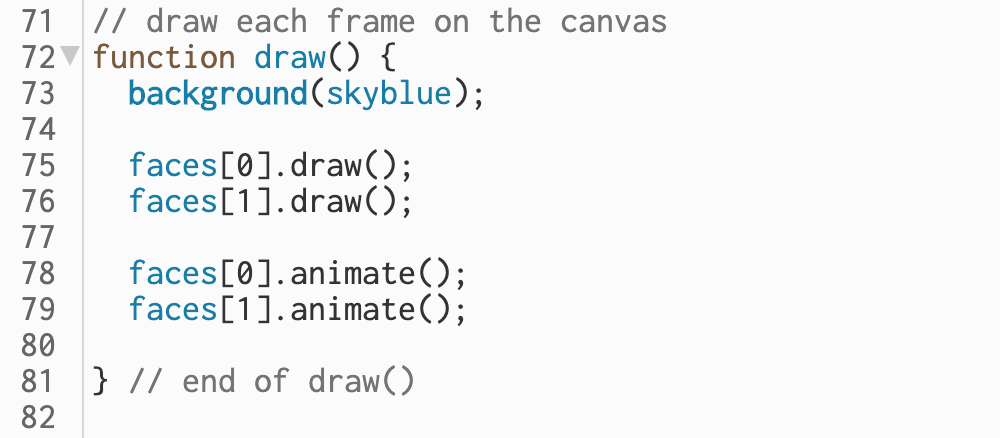 71 // draw each frame on the canvas
72 function draw() {
73   background(skyblue);
74
75   faces[0].draw();
76   faces[1].draw();
77
78   faces[0].animate();
79   faces[1].animate();
80
81 } // end of draw()
82